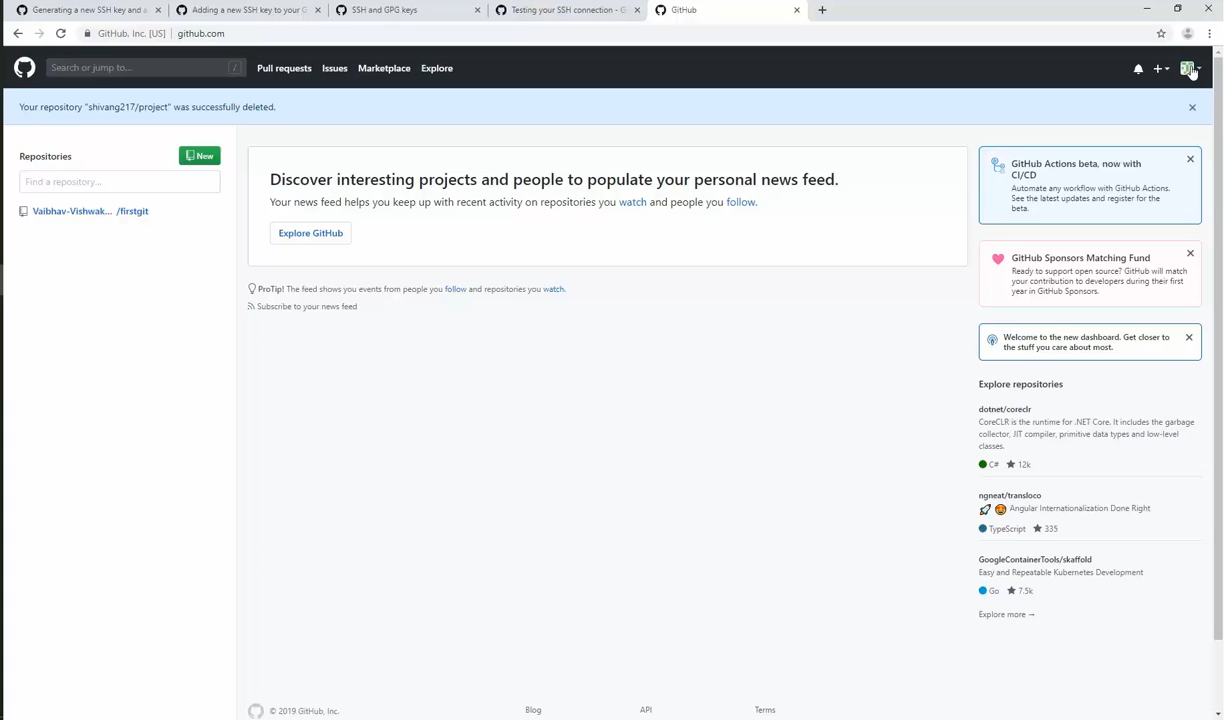 Generating a new SSH key and a
Adding a new SSH key to your G
SSH and GPG keys
Testing your SSH connection - G
GitHub
GitHub, Inc. [US] | github.com
Search or jump to... /
Pull requests Issues Marketplace Explore
Your repository "shivang217/project" was successfully deleted.
Repositories
New
Find a repository...
Vaibhav-Vishwak... /firstgit
Discover interesting projects and people to populate your personal news feed.
Your news feed helps you keep up with recent activity on repositories you watch and people you follow.
Explore GitHub
ProTip! The feed shows you events from people you follow and repositories you watch.
Subscribe to your news feed
GitHub Actions beta, now with
CI/CD
Automate any workflow with GitHub Actions.
See the latest updates and register for the
beta.
GitHub Sponsors Matching Fund
Ready to support open source? GitHub will match
your contribution to developers during their first
year in GitHub Sponsors.
Welcome to the new dashboard. Get closer to
the stuff you care about most.
Explore repositories
dotnet/coreclr
CoreCLR is the runtime for .NET Core. It includes the garbage
collector, JIT compiler, primitive data types and low-level
classes.
C# 12k
ngneat/transloco
Angular Internationalization Done Right
TypeScript 335
GoogleContainerTools/skaffold
Easy and Repeatable Kubernetes Development
Go 7.5k
Explore more →
© 2019 GitHub, Inc.
Blog
API
Terms